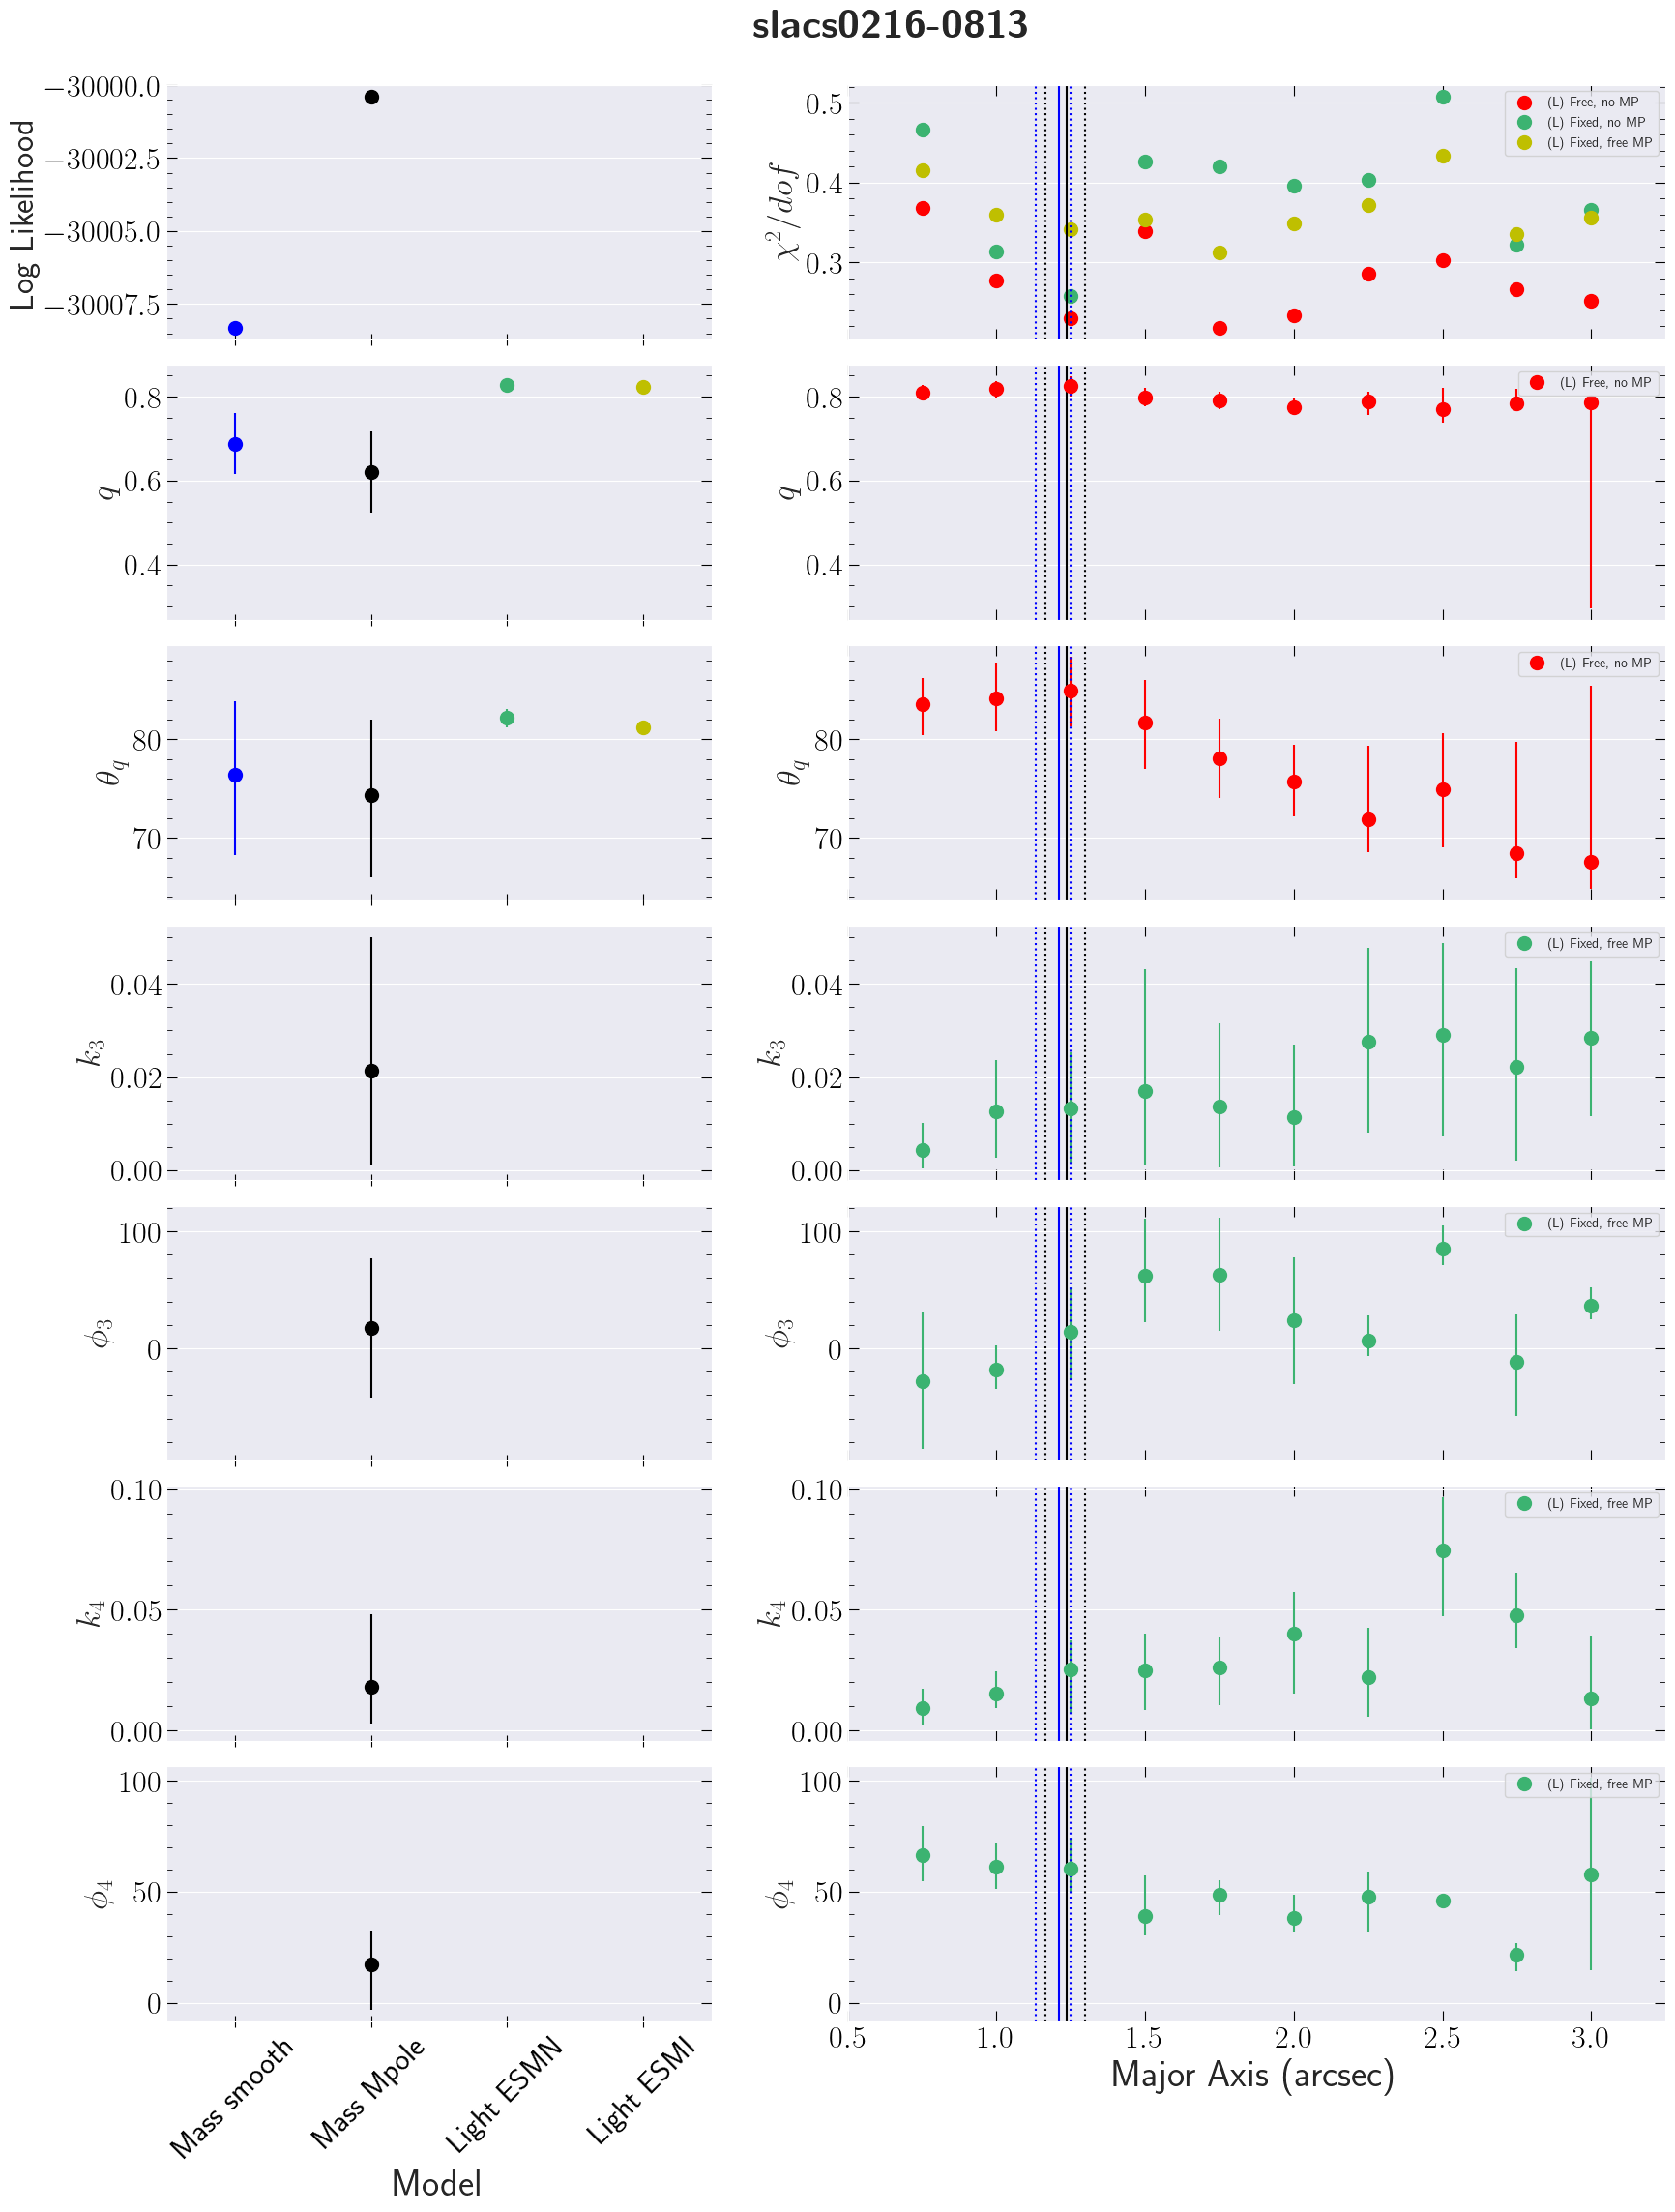 slacs0216-0813
Log Likelihood
−30000.0
−30002.5
−30005.0
−30007.5
χ²/dof
0.5
0.4
0.3
(L) Free, no MP
(L) Fixed, no MP
(L) Fixed, free MP
q
0.8
0.6
0.4
q
0.8
0.6
0.4
(L) Free, no MP
θq
80
70
θq
80
70
(L) Free, no MP
k3
0.04
0.02
0.00
k3
0.04
0.02
0.00
(L) Fixed, free MP
ϕ3
100
0
ϕ3
100
0
(L) Fixed, free MP
k4
0.10
0.05
0.00
k4
0.10
0.05
0.00
(L) Fixed, free MP
ϕ4
100
50
0
ϕ4
100
50
0
(L) Fixed, free MP
Mass smooth
Mass Mpole
Light ESMN
Light ESMI
Model
0.5 1.0 1.5 2.0 2.5 3.0
Major Axis (arcsec)